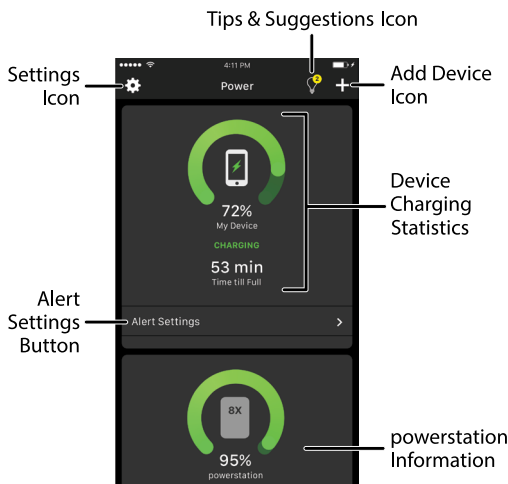 Tips & Suggestions Icon
4:11 PM
Settings
Icon
Power
2
Add Device
Icon
72%
My Device
CHARGING
53 min
Time till Full
Device
Charging
Statistics
Alert
Settings
Button
Alert Settings
8X
95%
powerstation
powerstation
Information